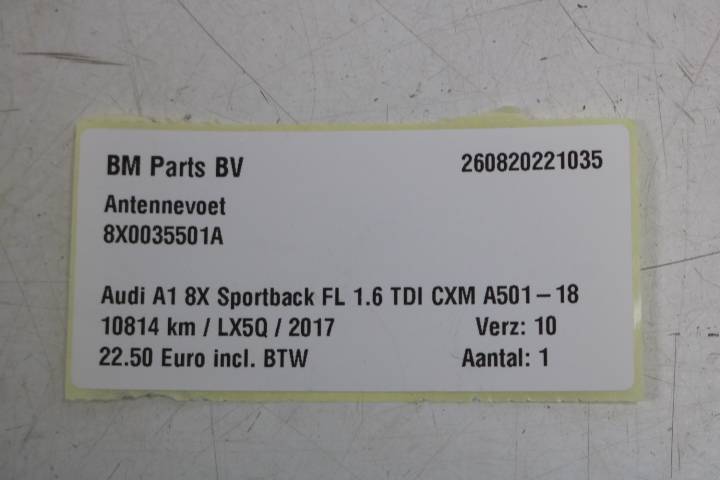 BM Parts BV 260820221035
Antennevoet
8X0035501A
Audi A1 8X Sportback FL 1.6 TDI CXM A501-18
10814 km / LX5Q / 2017 Verz: 10
22.50 Euro incl. BTW Aantal: 1